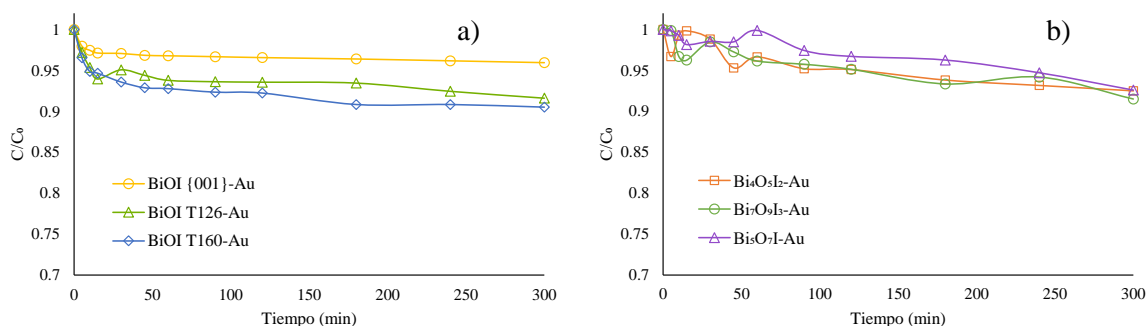 a)
1
0.95
0.9
0.85
0.8
0.75
0.7
C/C₀
BiOI {001}-Au
BiOI T126-Au
BiOI T160-Au
0 50 100 150 200 250 300
Tiempo (min)
b)
1
0.95
0.9
0.85
0.8
0.75
0.7
C/C₀
Bi₄O₅I₂-Au
Bi₇O₉I₃-Au
Bi₅O₇I-Au
0 50 100 150 200 250 300
Tiempo (min)